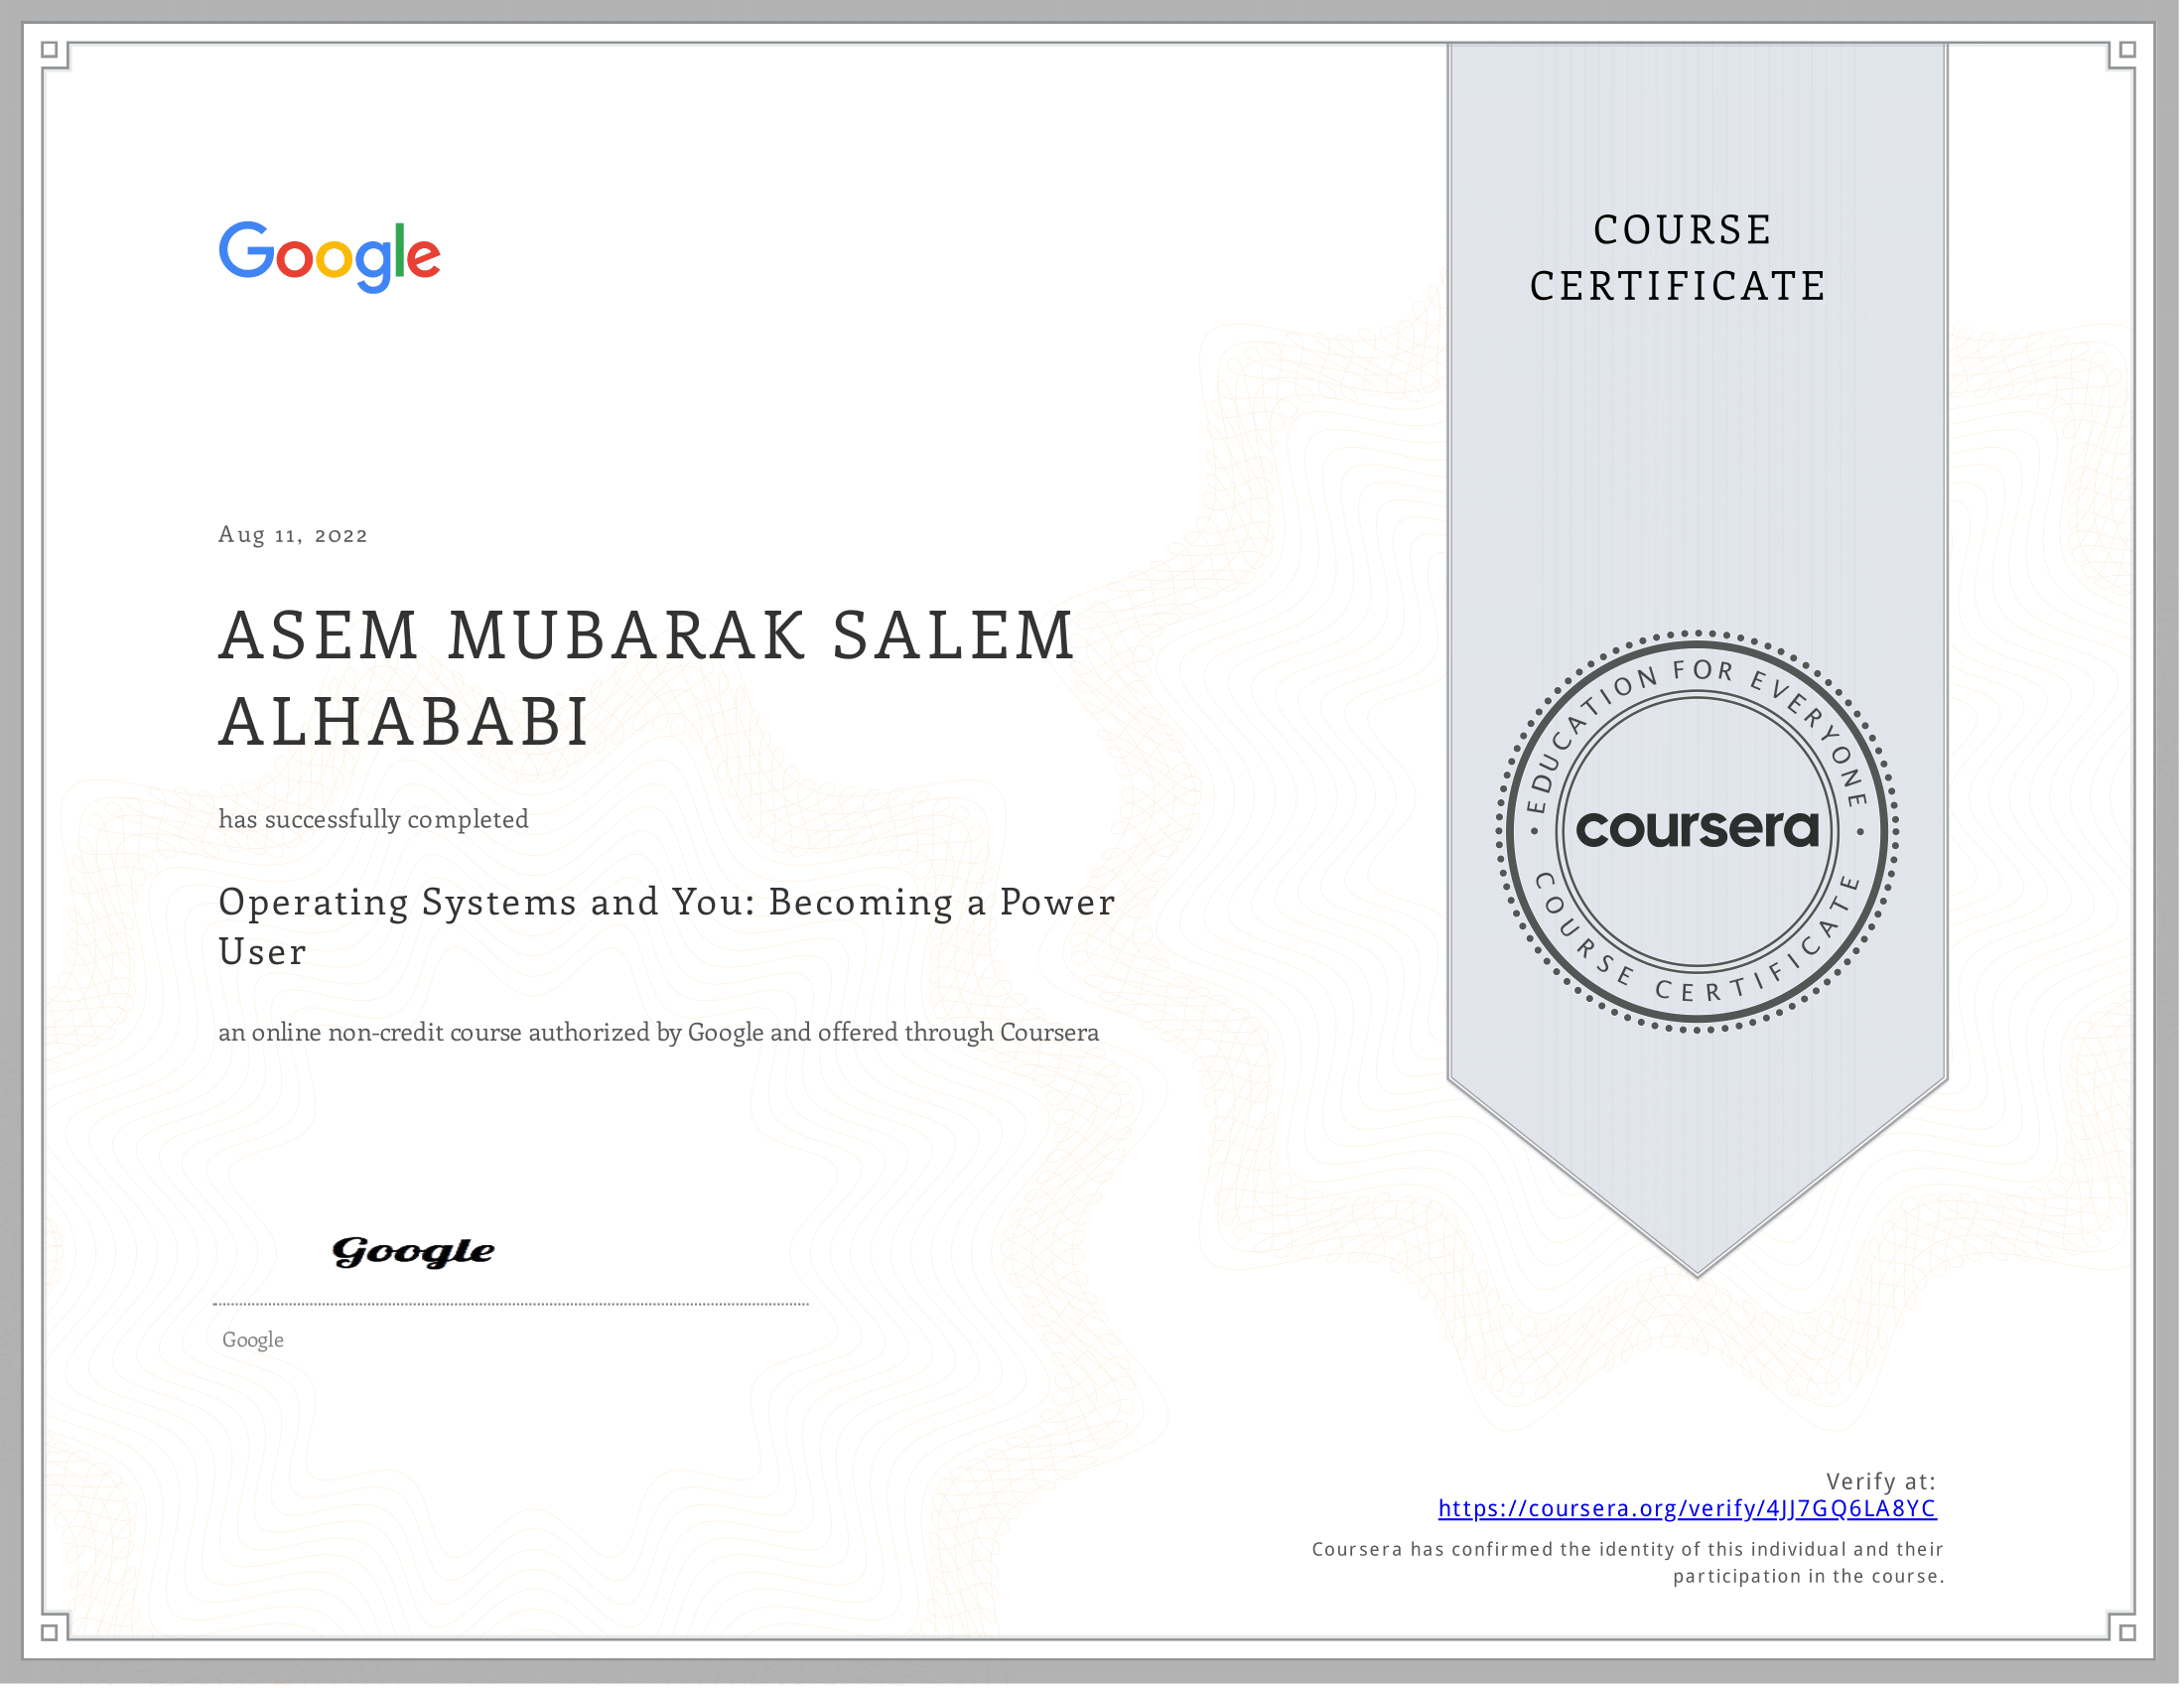 Google
COURSE
CERTIFICATE
Aug 11, 2022
ASEM MUBARAK SALEM
ALHABABI
has successfully completed
Operating Systems and You: Becoming a Power
User
an online non-credit course authorized by Google and offered through Coursera
EDUCATION FOR EVERYONE
coursera
COURSE CERTIFICATE
Google
Google
Verify at:
https://coursera.org/verify/4JJ7GQ6LA8YC
Coursera has confirmed the identity of this individual and their
participation in the course.